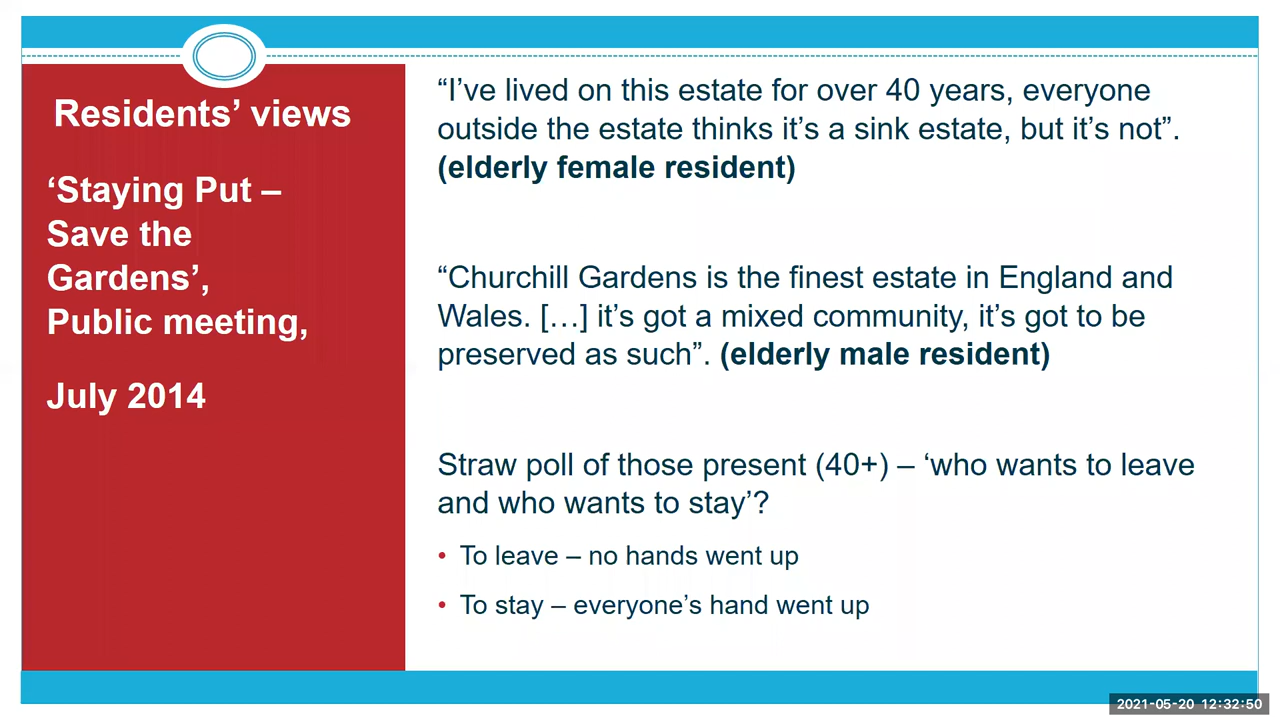 Residents’ views
‘Staying Put –
Save the
Gardens’,
Public meeting,
July 2014
“I’ve lived on this estate for over 40 years, everyone
outside the estate thinks it’s a sink estate, but it’s not”.
(elderly female resident)
“Churchill Gardens is the finest estate in England and
Wales. […] it’s got a mixed community, it’s got to be
preserved as such”. (elderly male resident)
Straw poll of those present (40+) – ‘who wants to leave
and who wants to stay’?
• To leave – no hands went up
• To stay – everyone’s hand went up
2021-05-20 12:32:50